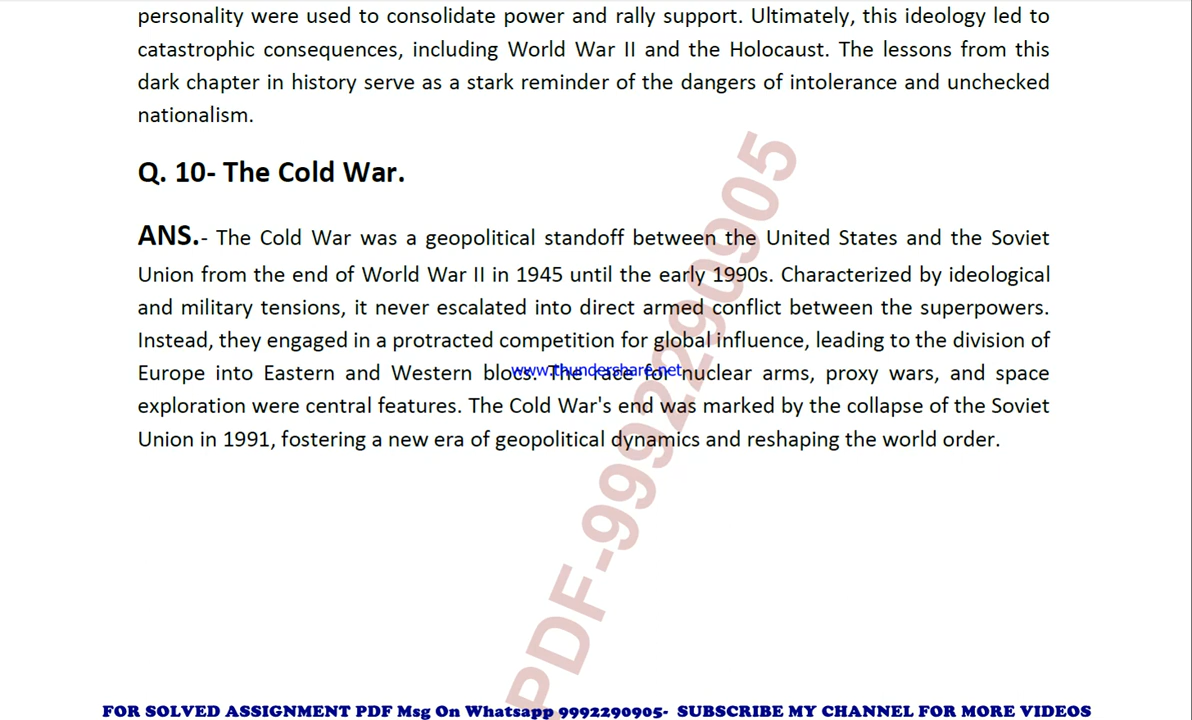 personality were used to consolidate power and rally support. Ultimately, this ideology led to
catastrophic consequences, including World War II and the Holocaust. The lessons from this
dark chapter in history serve as a stark reminder of the dangers of intolerance and unchecked
nationalism.
Q. 10- The Cold War.
ANS.- The Cold War was a geopolitical standoff between the United States and the Soviet
Union from the end of World War II in 1945 until the early 1990s. Characterized by ideological
and military tensions, it never escalated into direct armed conflict between the superpowers.
Instead, they engaged in a protracted competition for global influence, leading to the division of
Europe into Eastern and Western blocs. The race for nuclear arms, proxy wars, and space
www.thundershare.net
exploration were central features. The Cold War's end was marked by the collapse of the Soviet
Union in 1991, fostering a new era of geopolitical dynamics and reshaping the world order.
PDF-9992290905
FOR SOLVED ASSIGNMENT PDF Msg On Whatsapp 9992290905- SUBSCRIBE MY CHANNEL FOR MORE VIDEOS